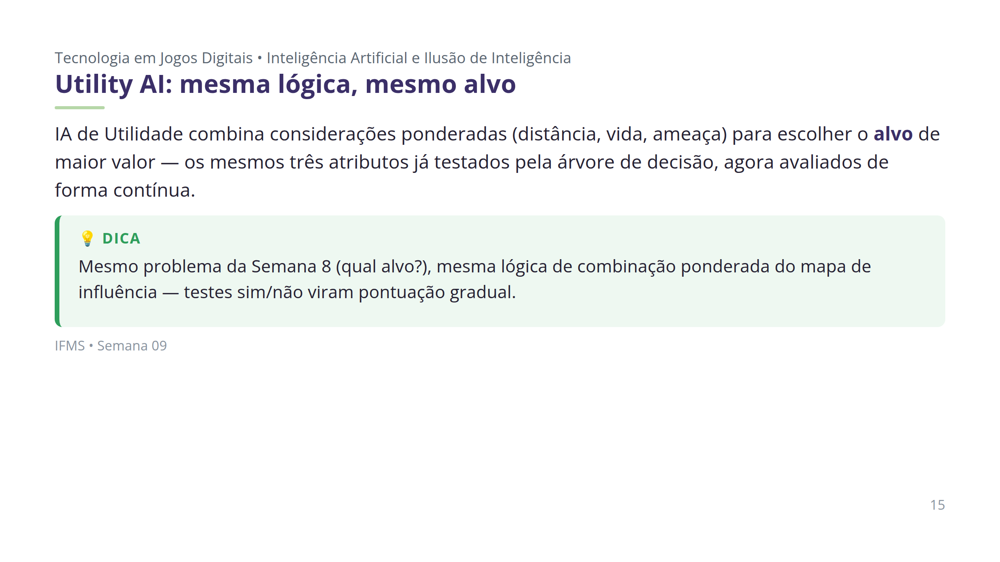 Tecnologia em Jogos Digitais • Inteligência Artificial e Ilusão de Inteligência
Utility AI: mesma lógica, mesmo alvo
IA de Utilidade combina considerações ponderadas (distância, vida, ameaça) para escolher o alvo de
maior valor — os mesmos três atributos já testados pela árvore de decisão, agora avaliados de
forma contínua.
💡 DICA
Mesmo problema da Semana 8 (qual alvo?), mesma lógica de combinação ponderada do mapa de
influência — testes sim/não viram pontuação gradual.
IFMS • Semana 09
15